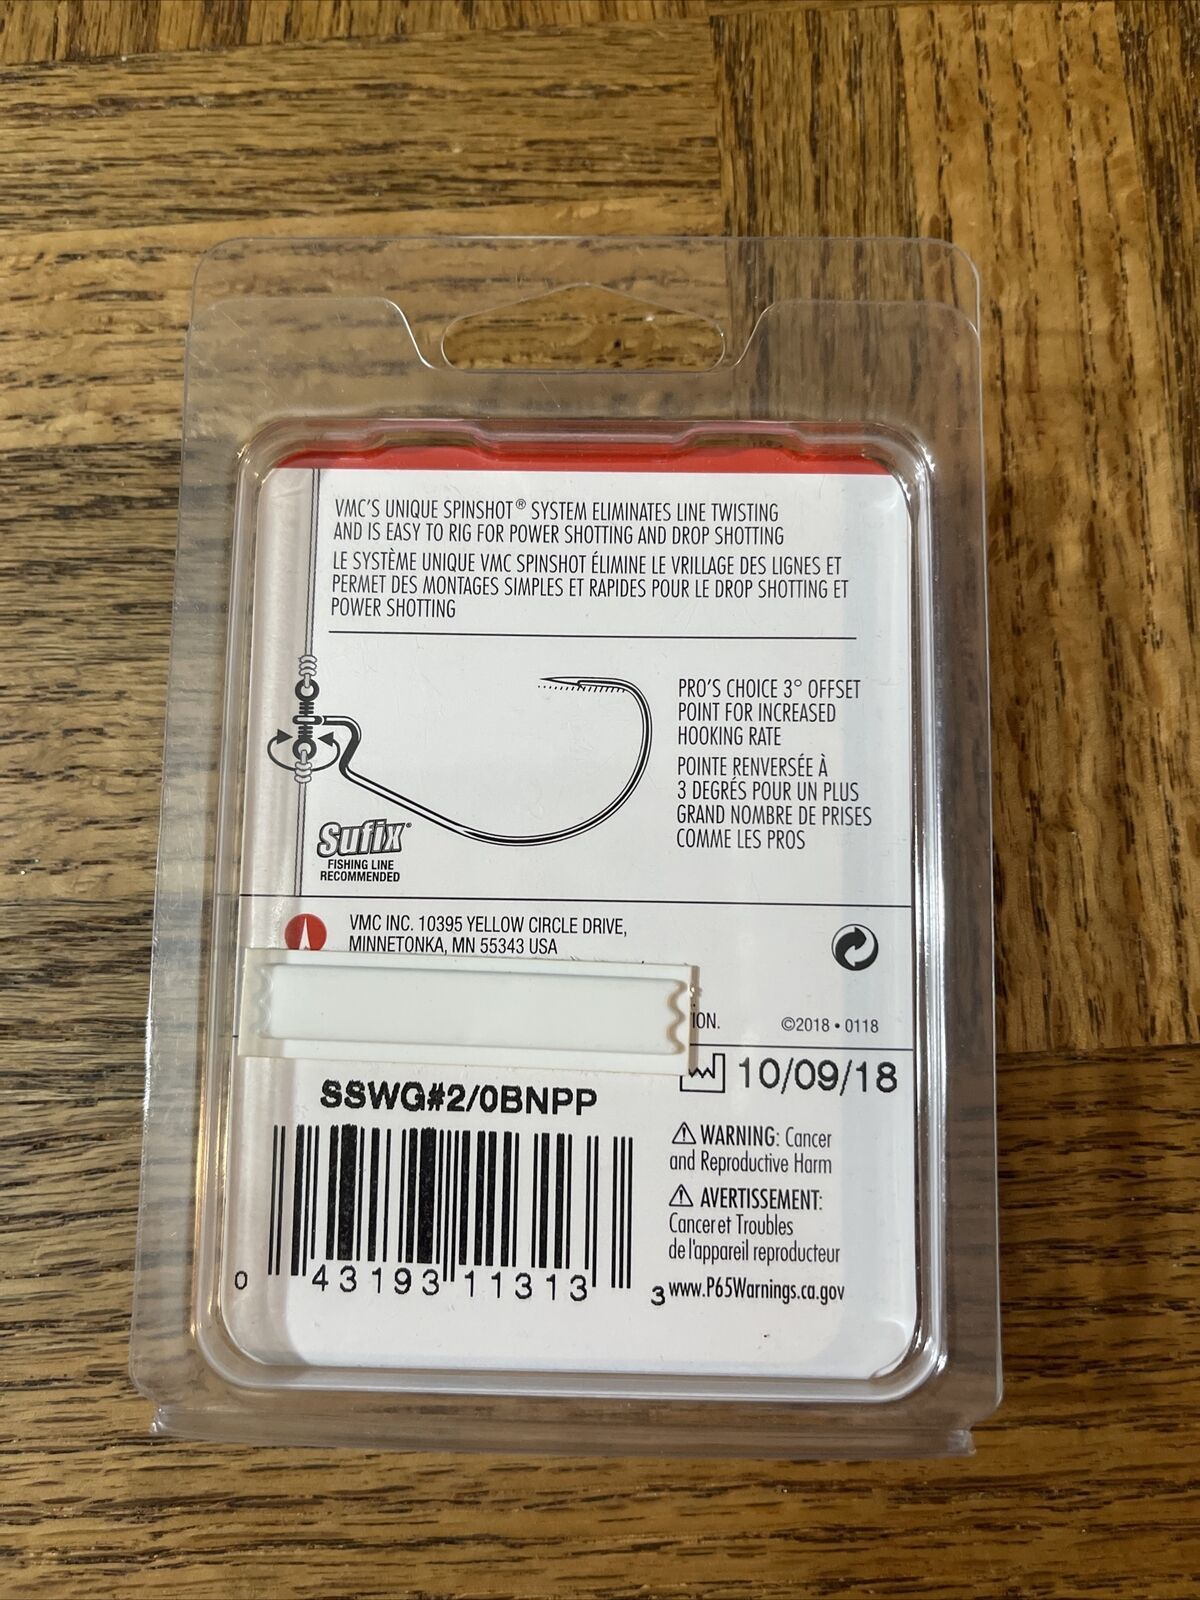 VMC'S UNIQUE SPINSHOT® SYSTEM ELIMINATES LINE TWISTING
AND IS EASY TO RIG FOR POWER SHOTTING AND DROP SHOTTING
LE SYSTÈME UNIQUE VMC SPINSHOT ÉLIMINE LE VRILLAGE DES LIGNES ET
PERMET DES MONTAGES SIMPLES ET RAPIDES POUR LE DROP SHOTTING ET
POWER SHOTTING
PRO'S CHOICE 3° OFFSET
POINT FOR INCREASED
HOOKING RATE
POINTE RENVERSÉE À
3 DEGRÉS POUR UN PLUS
GRAND NOMBRE DE PRISES
COMME LES PROS
Sufix®
FISHING LINE
RECOMMENDED
VMC INC. 10395 YELLOW CIRCLE DRIVE,
MINNETONKA, MN 55343 USA
©2018 • 0118
10/09/18
SSWG#2/0BNPP
0 43193 11313 3
⚠ WARNING: Cancer
and Reproductive Harm
⚠ AVERTISSEMENT:
Cancer et Troubles
de l'appareil reproducteur
www.P65Warnings.ca.gov